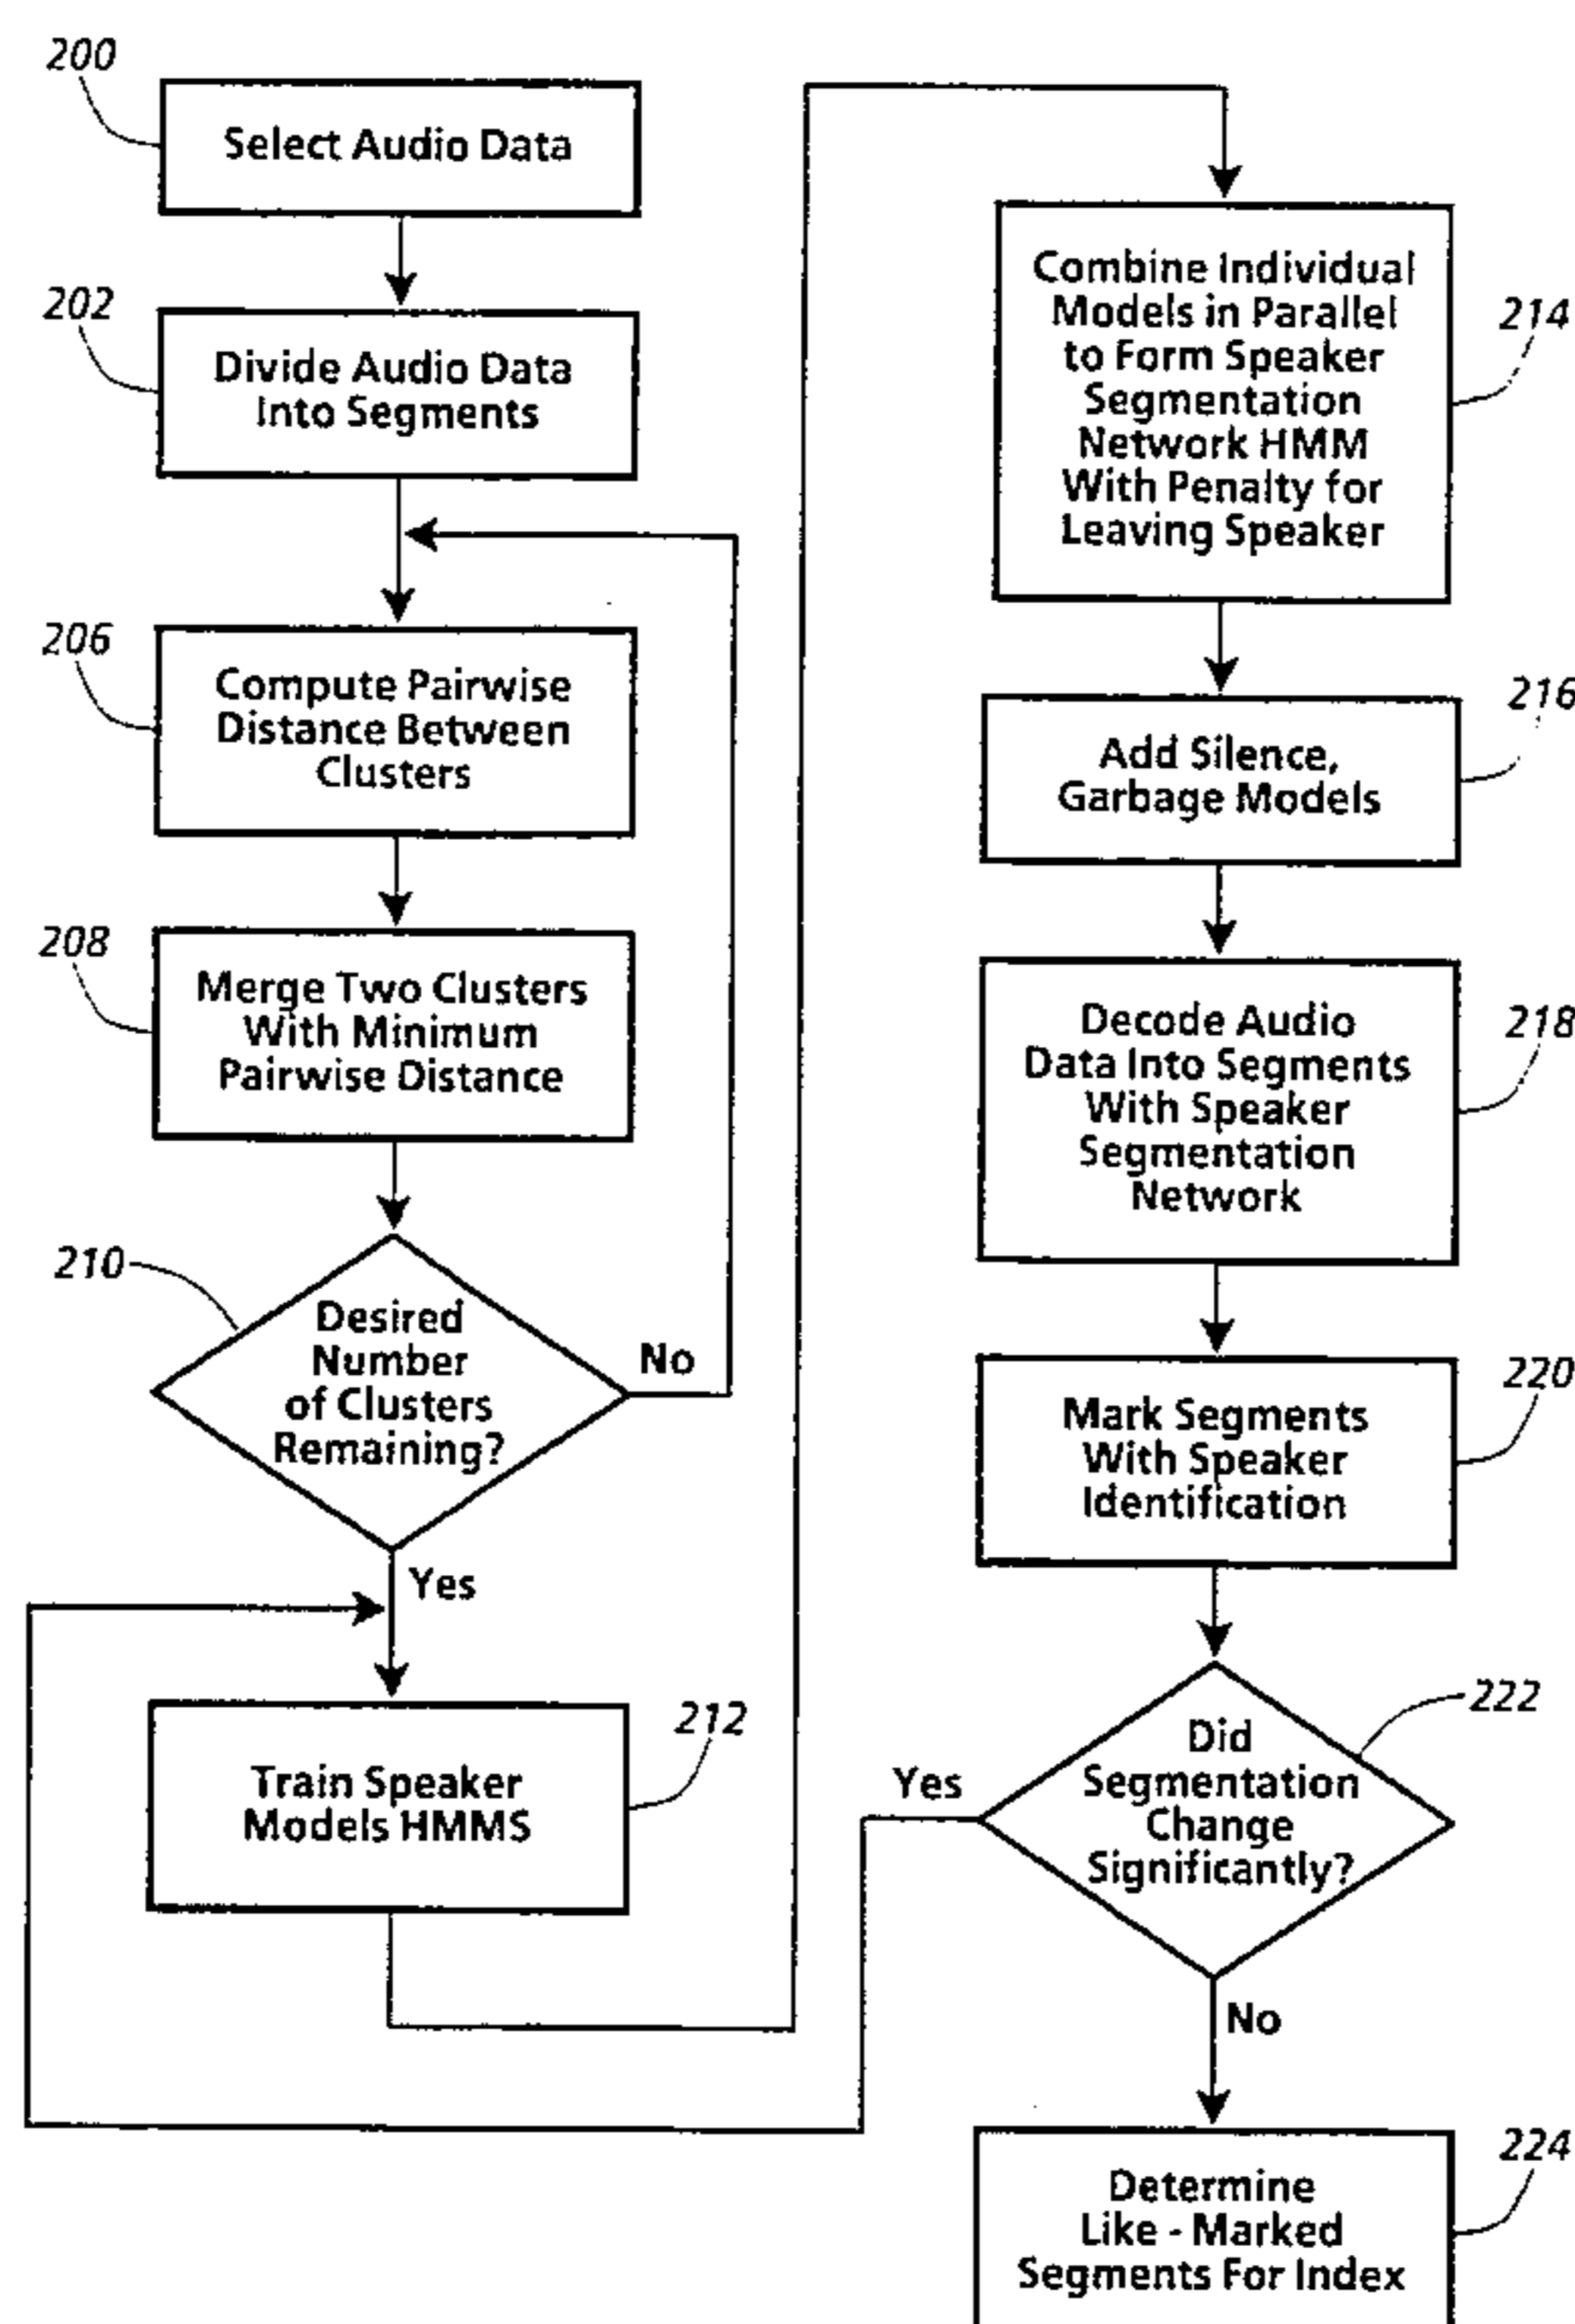 200
Select Audio Data
202
Divide Audio Data
Into Segments
206
Compute Pairwise
Distance Between
Clusters
208
Merge Two Clusters
With Minimum
Pairwise Distance
210
Desired
Number
of Clusters
Remaining?
No
Yes
212
Train Speaker
Models HMMS
214
Combine Individual
Models in Parallel
to Form Speaker
Segmentation
Network HMM
With Penalty for
Leaving Speaker
216
Add Silence,
Garbage Models
218
Decode Audio
Data Into Segments
With Speaker
Segmentation
Network
220
Mark Segments
With Speaker
Identification
222
Did
Segmentation
Change
Significantly?
Yes
No
224
Determine
Like - Marked
Segments For Index